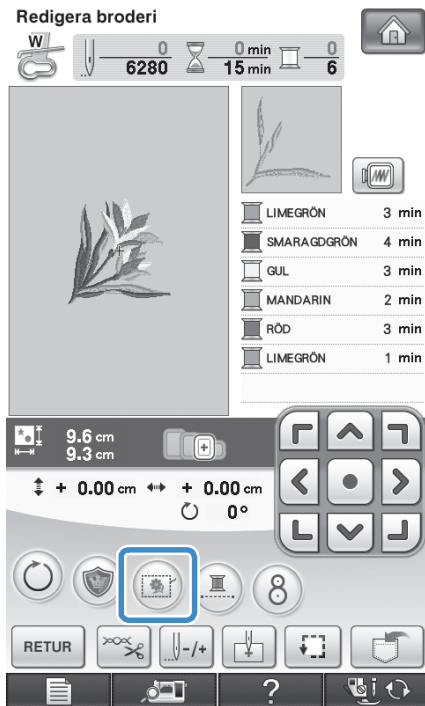 Redigera broderi
W
0 0 min 0
6280 15 min 6
LIMEGRÖN 3 min
SMARAGDGRÖN 4 min
GUL 3 min
MANDARIN 2 min
RÖD 3 min
LIMEGRÖN 1 min
9.6 cm
9.3 cm
+ 0.00 cm + 0.00 cm
0°
8
RETUR -/+
?